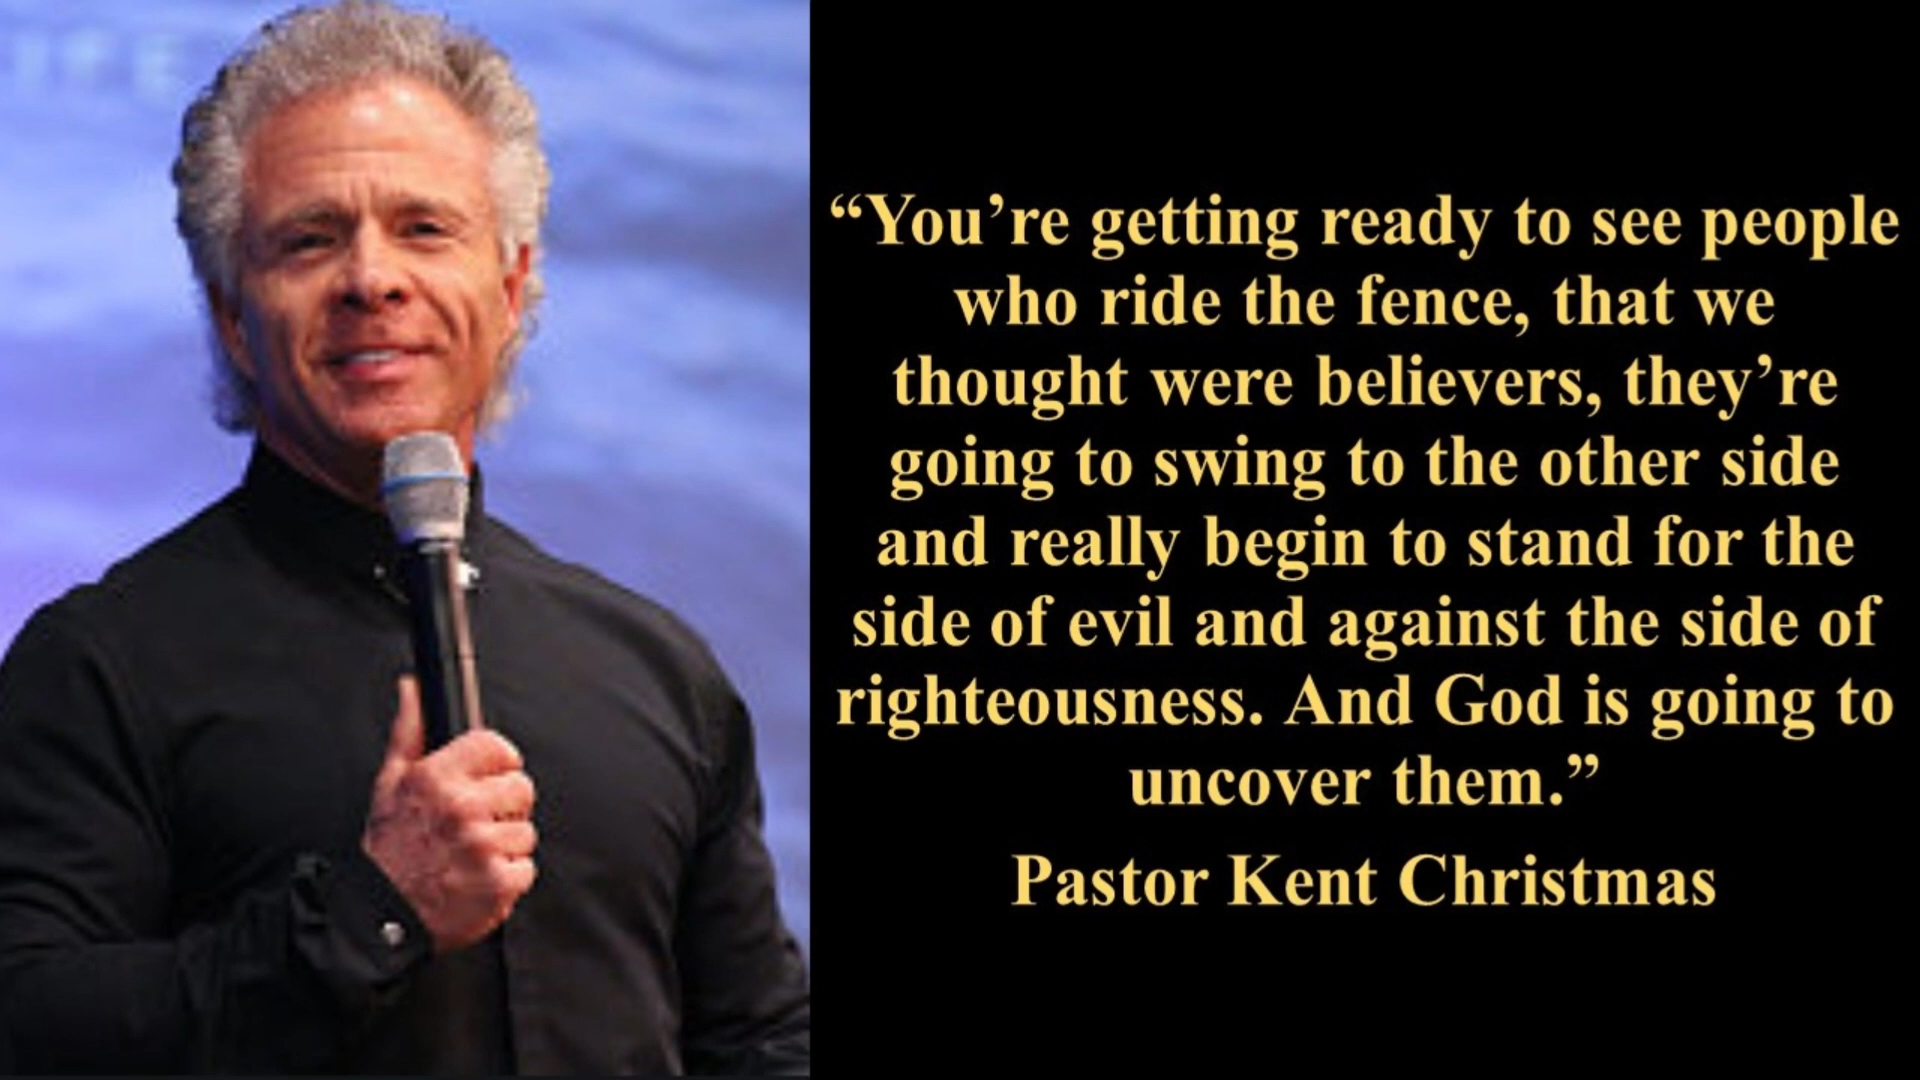 “You’re getting ready to see people
who ride the fence, that we
thought were believers, they’re
going to swing to the other side
and really begin to stand for the
side of evil and against the side of
righteousness. And God is going to
uncover them.”
Pastor Kent Christmas